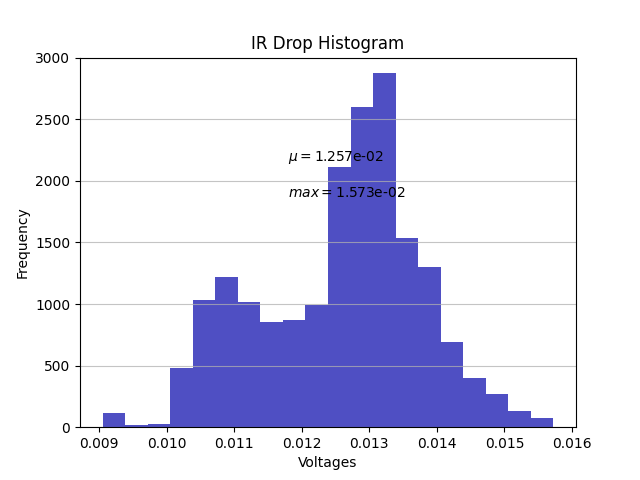 IR Drop Histogram
3000
2500
2000
1500
1000
500
0
Frequency
μ = 1.257e-02
max = 1.573e-02
0.009 0.010 0.011 0.012 0.013 0.014 0.015 0.016
Voltages